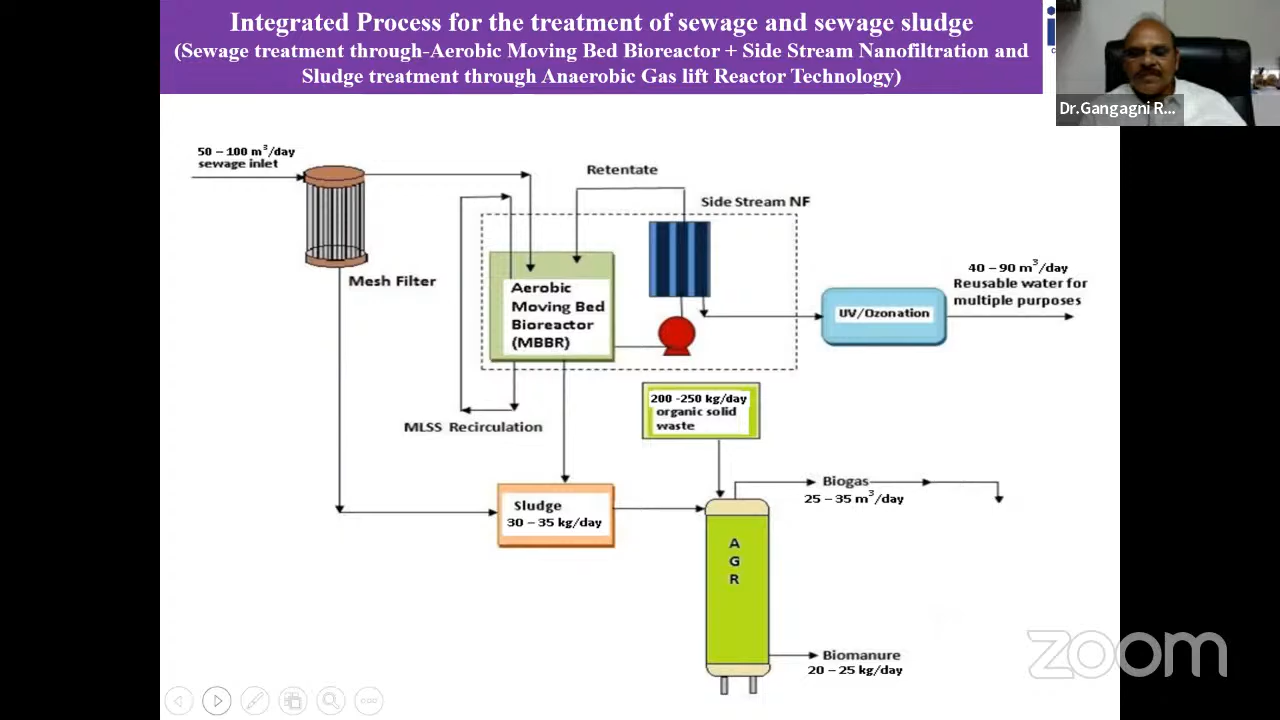 Integrated Process for the treatment of sewage and sewage sludge
(Sewage treatment through-Aerobic Moving Bed Bioreactor + Side Stream Nanofiltration and
Sludge treatment through Anaerobic Gas lift Reactor Technology)
Dr.Gangagni R...
50 – 100 m³/day
sewage inlet
Mesh Filter
Retentate
Side Stream NF
Aerobic
Moving Bed
Bioreactor
(MBBR)
40 – 90 m³/day
Reusable water for
multiple purposes
UV/Ozonation
MLSS Recirculation
200 -250 kg/day
organic solid
waste
Sludge
30 – 35 kg/day
Biogas
25 – 35 m³/day
A
G
R
Biomanure
20 – 25 kg/day
zoom